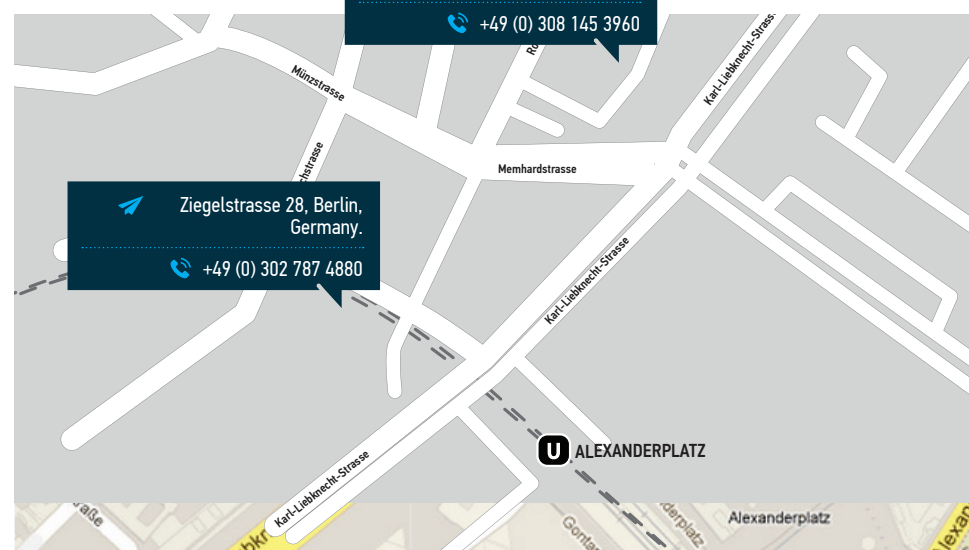 +49 (0) 308 145 3960
Karl-Liebknecht-Strasse
Münzstrasse
Memhardstrasse
Ziegelstrasse 28, Berlin,
Germany.
+49 (0) 302 787 4880
Karl-Liebknecht-Strasse
U ALEXANDERPLATZ
Karl-Liebknecht-Strasse
Alexanderplatz